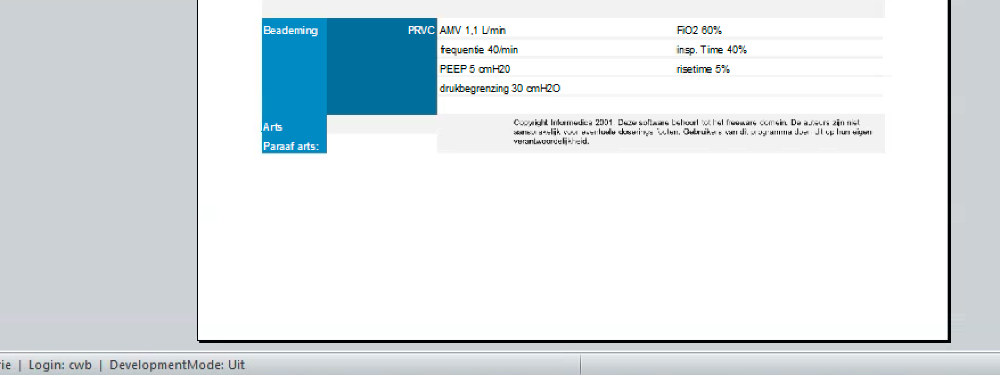 Beademing PRVC AMV 1,1 L/min FiO2 60%
frequentie 40/min insp. Time 40%
PEEP 5 cmH20 risetime 5%
drukbegrenzing 30 cmH2O
Arts
Paraaf arts:
Copyright Informedica 2001. Deze software behoort tot het freeware domein. De auteurs zijn niet
aansprakelijk voor eventuele doserings fouten. Gebruikers van dit programma doen dit op hun eigen
verantwoordelijkheid.
rie | Login: cwb | DevelopmentMode: Uit